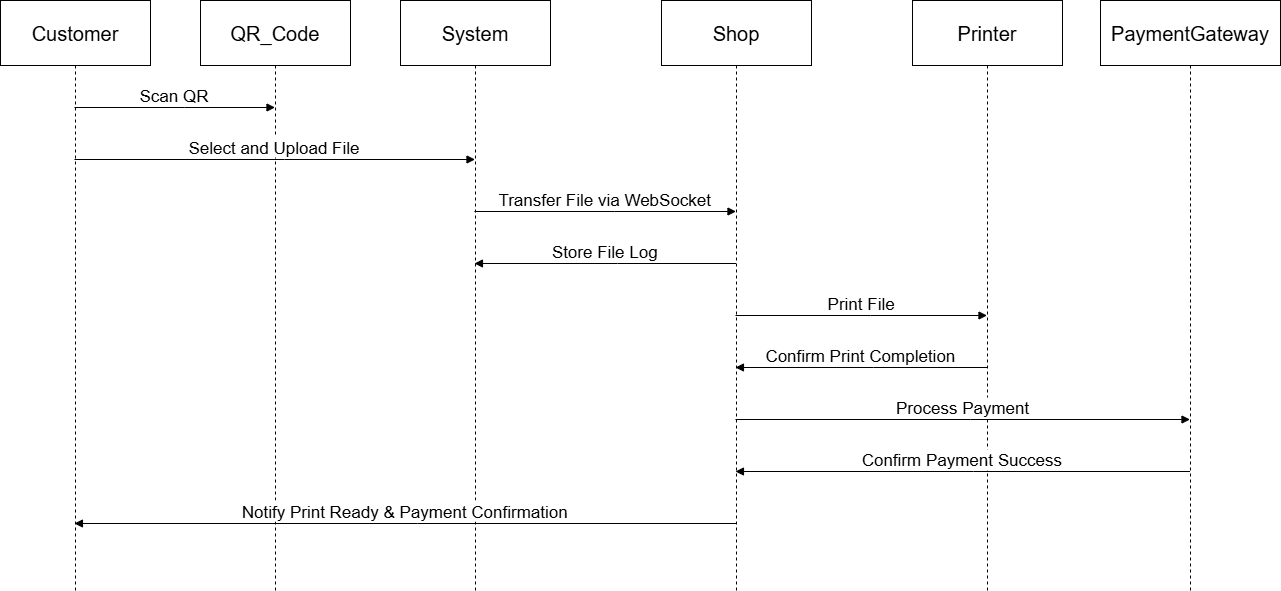 Customer
QR_Code
System
Shop
Printer
PaymentGateway
Scan QR
Select and Upload File
Transfer File via WebSocket
Store File Log
Print File
Confirm Print Completion
Process Payment
Confirm Payment Success
Notify Print Ready & Payment Confirmation